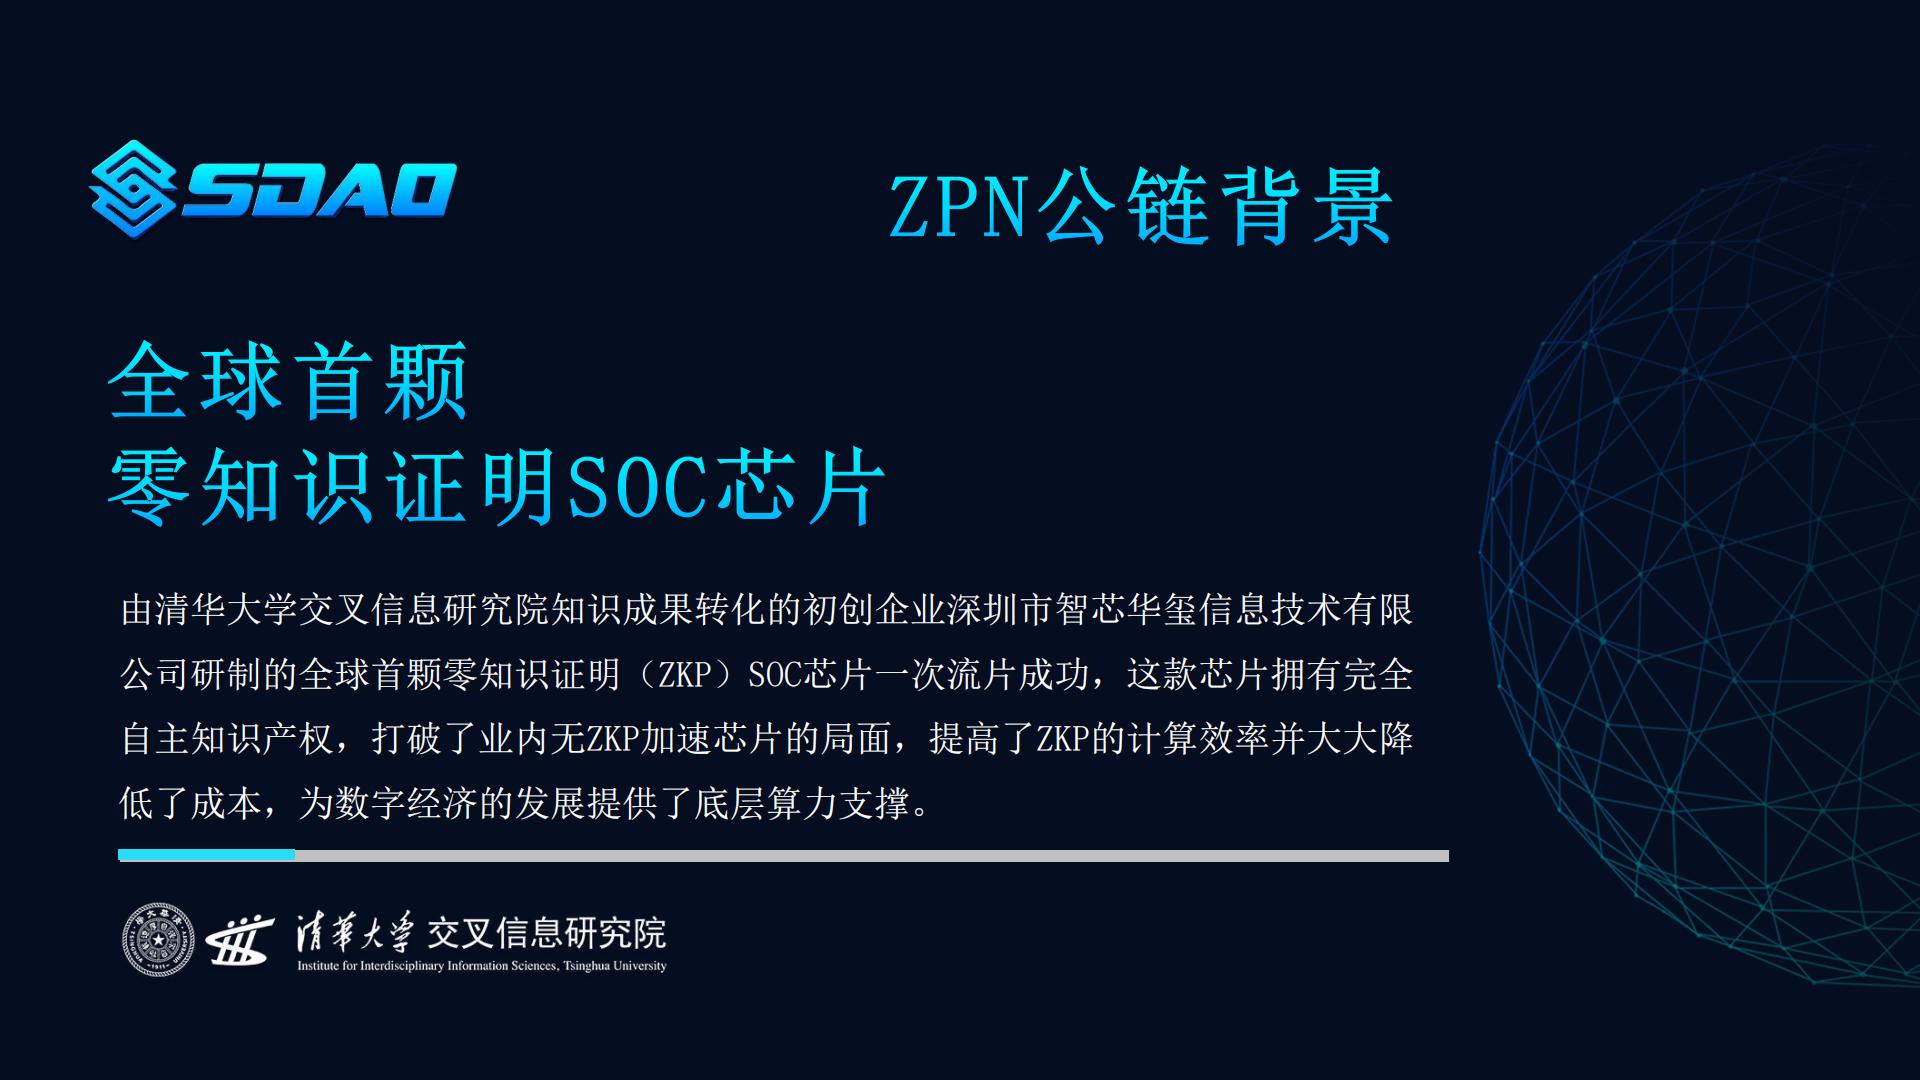 SDAO
ZPN公链背景
全球首颗
零知识证明SOC芯片
由清华大学交叉信息研究院知识成果转化的初创企业深圳市智芯华玺信息技术有限
公司研制的全球首颗零知识证明（ZKP）SOC芯片一次流片成功，这款芯片拥有完全
自主知识产权，打破了业内无ZKP加速芯片的局面，提高了ZKP的计算效率并大大降
低了成本，为数字经济的发展提供了底层算力支撑。
清華大学 交叉信息研究院
Institute for Interdisciplinary Information Sciences, Tsinghua University